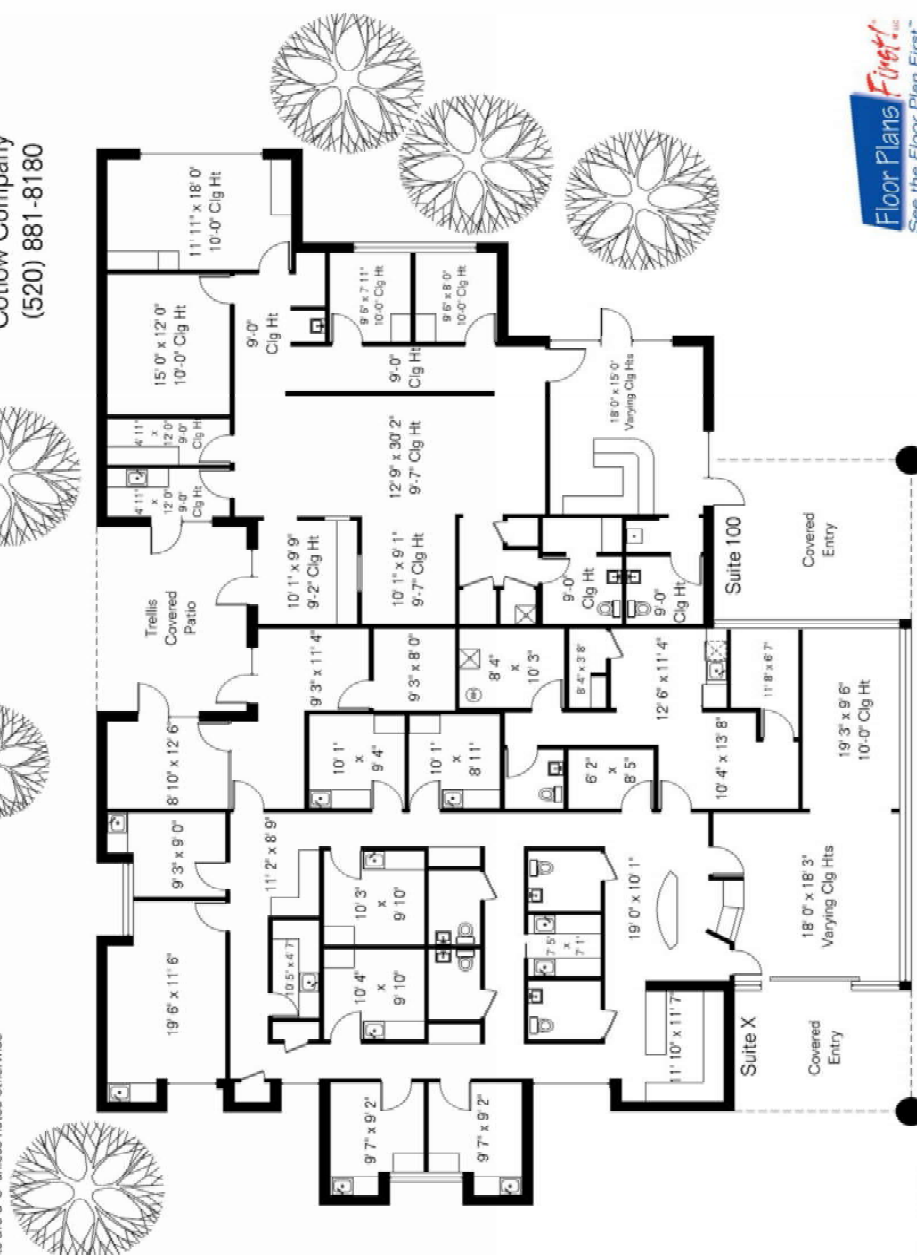 (520) 881-8180
11' 11" x 18' 0"
10'-0" Clg Ht
15' 0" x 12' 0"
10'-0" Clg Ht
9'-0"
Clg Ht
9' 6" x 7' 11"
10'-0" Clg Ht
9' 6" x 8' 0"
10'-0" Clg Ht
4' 11"
x
12' 0"
9'-0"
Clg Ht
4' 11"
x
12' 0"
9'-0"
Clg Ht
9'-0"
Clg Ht
12' 9" x 30' 2"
9'-7" Clg Ht
18' 0" x 15' 0"
Varying Clg Hts
Trellis
Covered
Patio
10' 1" x 9' 9"
9'-2" Clg Ht
10' 1" x 9' 1"
9'-7" Clg Ht
9'-0"
Clg Ht
9'-0"
Clg Ht
Suite 100
Covered
Entry
8' 10" x 12' 6"
9' 3" x 11' 4"
9' 3" x 8' 0"
8' 4"
x
10' 3"
8' 4" x 3' 8"
12' 6" x 11' 4"
11' 8" x 6' 7"
10' 1"
x
9' 4"
10' 1"
x
8' 11"
6' 2"
x
8' 5"
10' 4" x 13' 8"
19' 3" x 9' 6"
10'-0" Clg Ht
9' 3" x 9' 0"
11' 2" x 8' 9"
10' 3"
x
9' 10"
19' 6" x 11' 6"
10' 5" x 4' 7"
10' 4"
x
9' 10"
7' 5"
x
7' 1"
19' 0" x 10' 1"
18' 0" x 18' 3"
Varying Clg Hts
9' 7" x 9' 2"
9' 7" x 9' 2"
11' 10" x 11' 7"
Suite X
Covered
Entry
Floor Plans First!
See the Floor Plan First